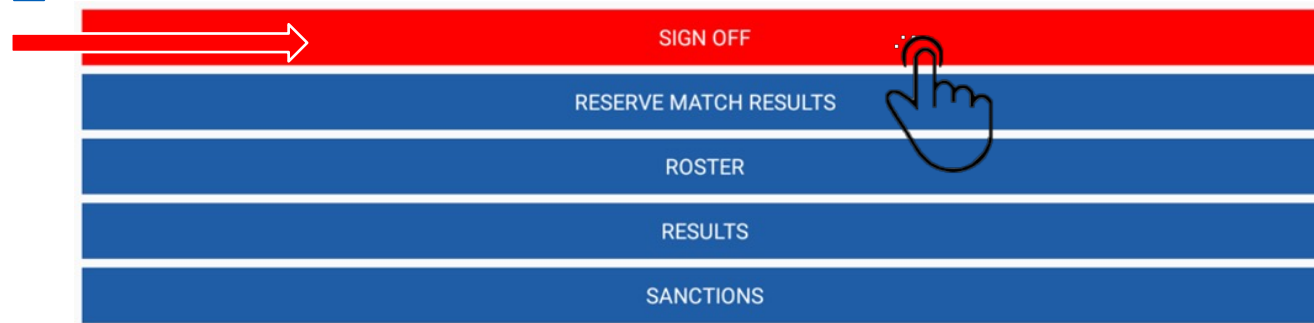 SIGN OFF
RESERVE MATCH RESULTS
ROSTER
RESULTS
SANCTIONS